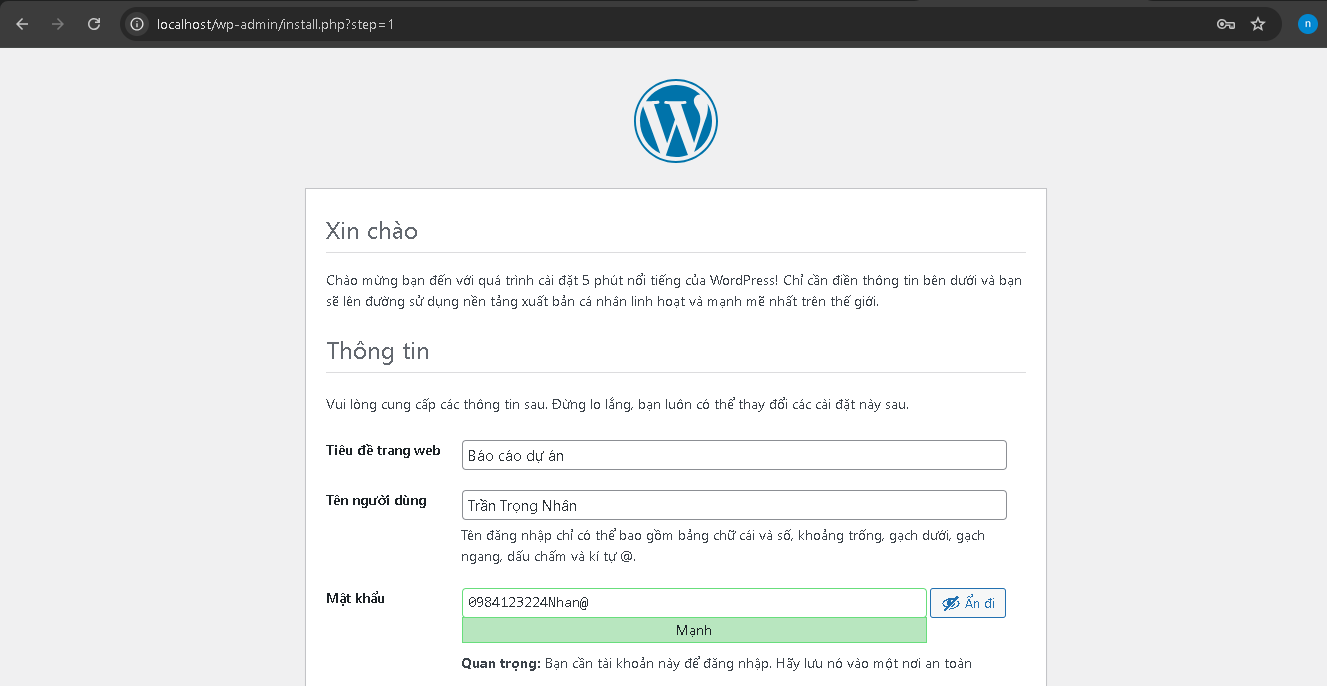 localhost/wp-admin/install.php?step=1
n
Xin chào
Chào mừng bạn đến với quá trình cài đặt 5 phút nổi tiếng của WordPress! Chỉ cần điền thông tin bên dưới và bạn
sẽ lên đường sử dụng nền tảng xuất bản cá nhân linh hoạt và mạnh mẽ nhất trên thế giới.
Thông tin
Vui lòng cung cấp các thông tin sau. Đừng lo lắng, bạn luôn có thể thay đổi các cài đặt này sau.
Tiêu đề trang web Báo cáo dự án
Tên người dùng Trần Trọng Nhân
Tên đăng nhập chỉ có thể bao gồm bảng chữ cái và số, khoảng trống, gạch dưới, gạch
ngang, dấu chấm và kí tự @.
Mật khẩu 0984123224Nhan@ Ẩn đi
Mạnh
Quan trọng: Bạn cần tài khoản này để đăng nhập. Hãy lưu nó vào một nơi an toàn